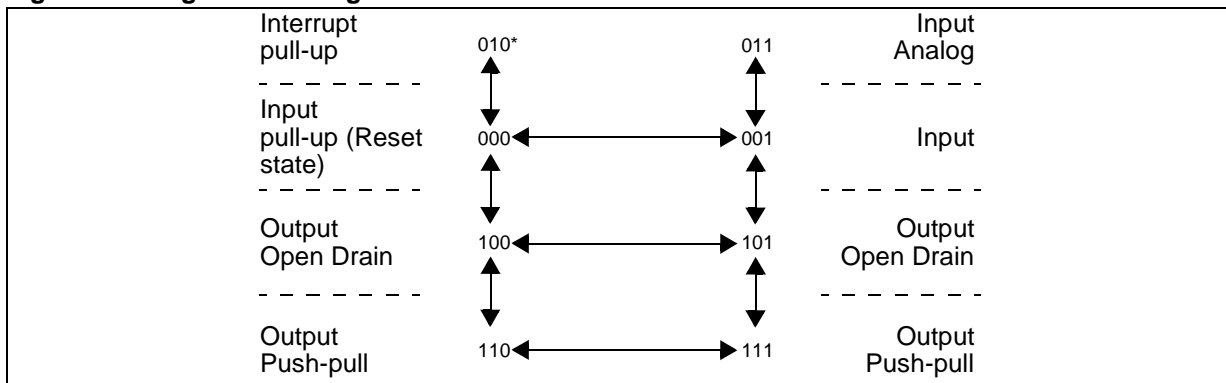 Interrupt
pull-up
010*
011
Input
Analog
Input
pull-up (Reset
state)
000
001
Input
Output
Open Drain
100
101
Output
Open Drain
Output
Push-pull
110
111
Output
Push-pull